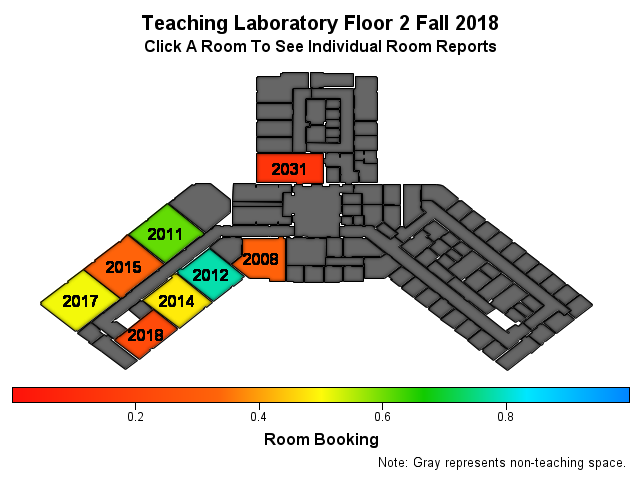 Teaching Laboratory Floor 2 Fall 2018
Click A Room To See Individual Room Reports
2031
2011
2015
2008
2012
2017
2014
2018
0.2 0.4 0.6 0.8
Room Booking
Note: Gray represents non-teaching space.